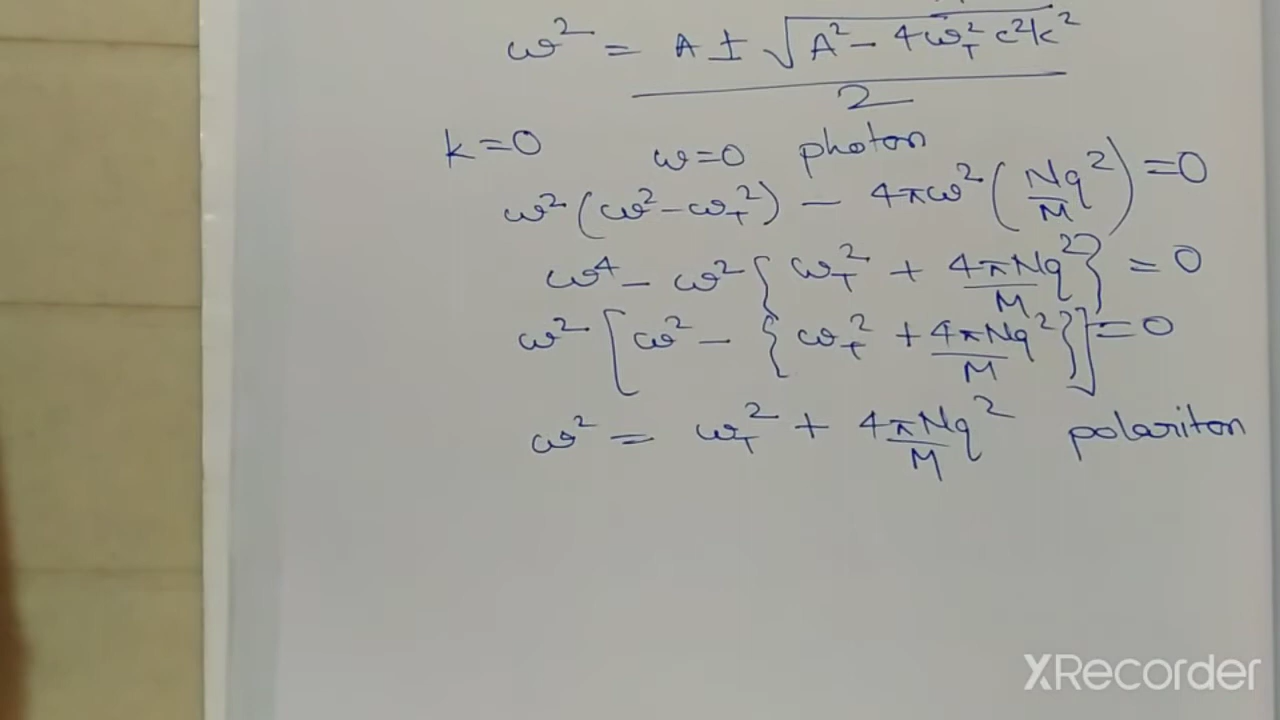 ω² = A ± √A² − 4ω_T² c²k² / 2
k = 0 ω = 0 photon
ω² (ω² − ω_T²) − 4πω² (Nq²/M) = 0
ω⁴ − ω² { ω_T² + 4πNq²/M } = 0
ω² [ ω² − { ω_T² + 4πNq²/M } ] = 0
ω² = ω_T² + 4πNq²/M polariton
XRecorder